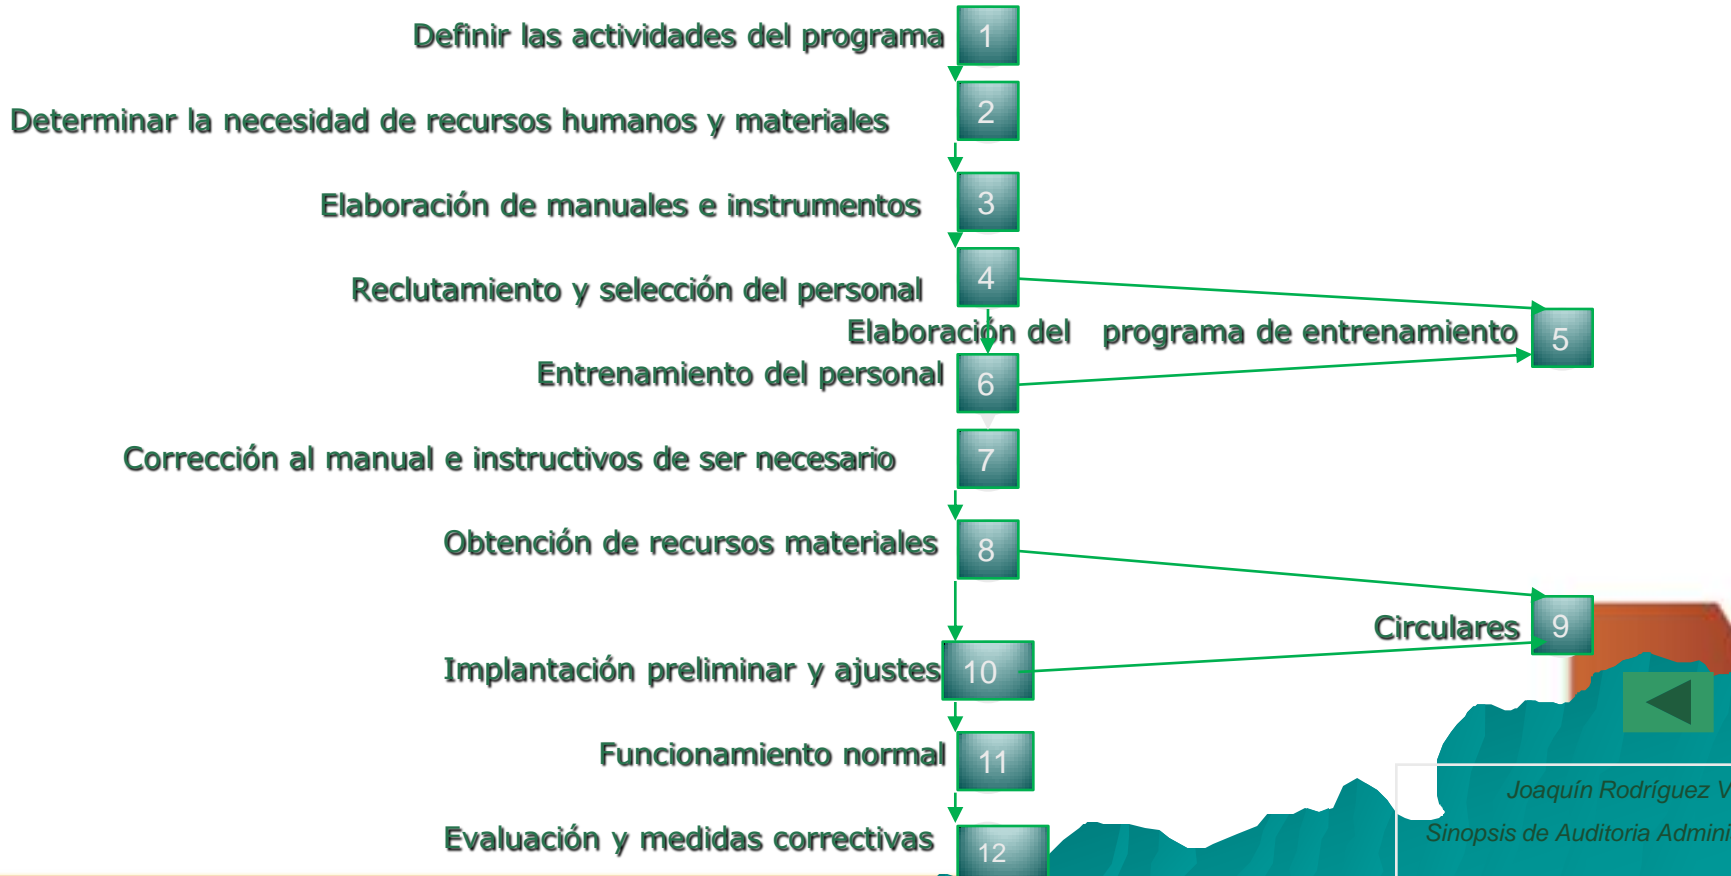 Definir las actividades del programa 1
Determinar la necesidad de recursos humanos y materiales 2
Elaboración de manuales e instrumentos 3
Reclutamiento y selección del personal 4
Elaboración del programa de entrenamiento 5
Entrenamiento del personal 6
Corrección al manual e instructivos de ser necesario 7
Obtención de recursos materiales 8
Circulares 9
Implantación preliminar y ajustes 10
Funcionamiento normal 11
Evaluación y medidas correctivas 12
Joaquín Rodríguez V
Sinopsis de Auditoria Admini